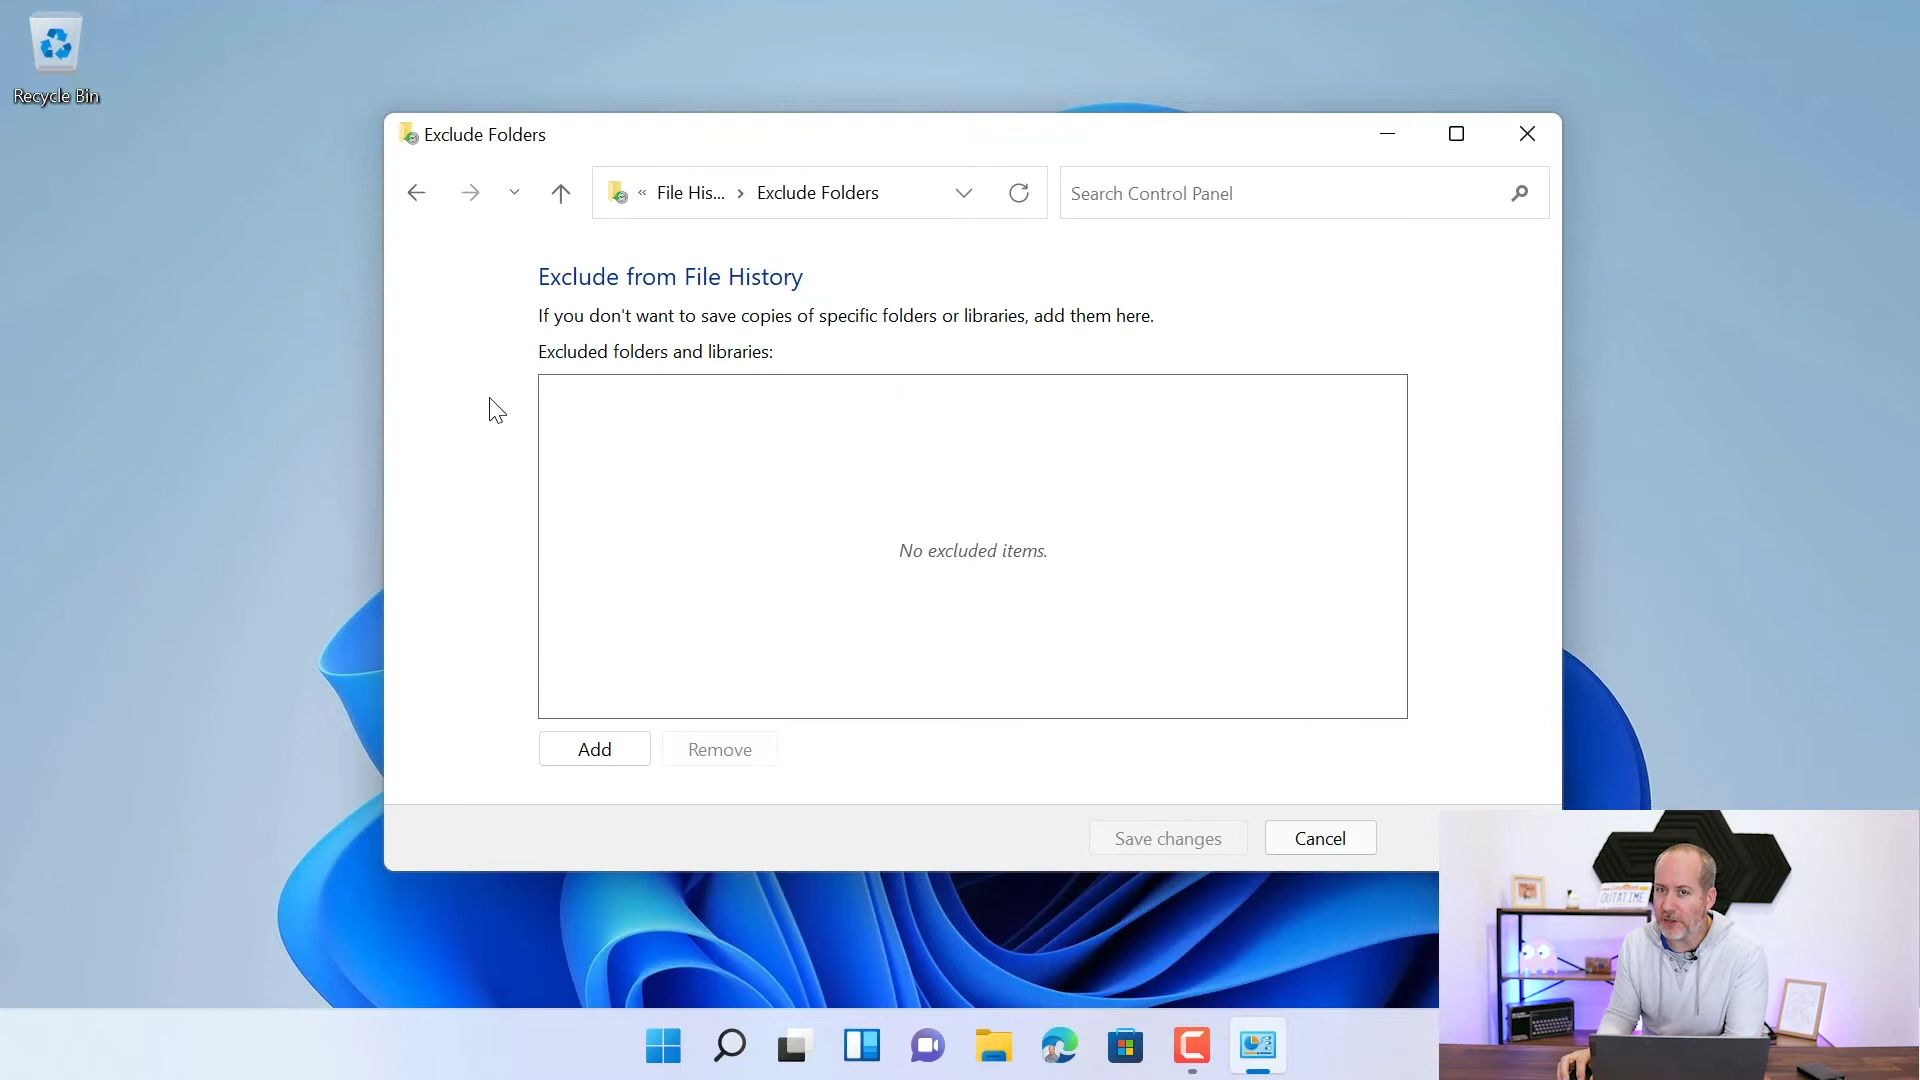 Recycle Bin
Exclude Folders
« File His... › Exclude Folders
Search Control Panel
Exclude from File History
If you don't want to save copies of specific folders or libraries, add them here.
Excluded folders and libraries:
No excluded items.
Add
Remove
Save changes
Cancel
OUTATIME